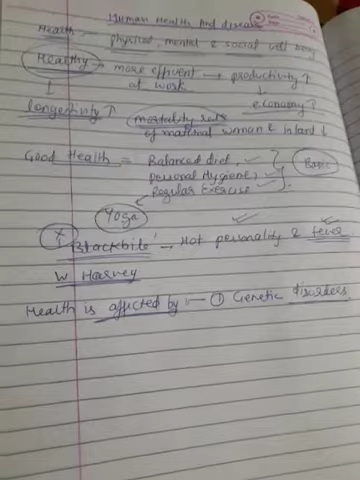 Human Health And disease
Health - physical, mental & social well being
Healthy → more efficient at work → productivity ↑
↓
longetivity ↑ economy ↑
mortality rate of maternal woman & infant ↓
Good Health = Balanced diet, ✓
personal Hygiene, ✓ Basic
Regular Exercise ✓
Yoga
X 'Blackbile' → Hot personality & fever
W Harvey
Health is affected by :- ① Genetic disorders